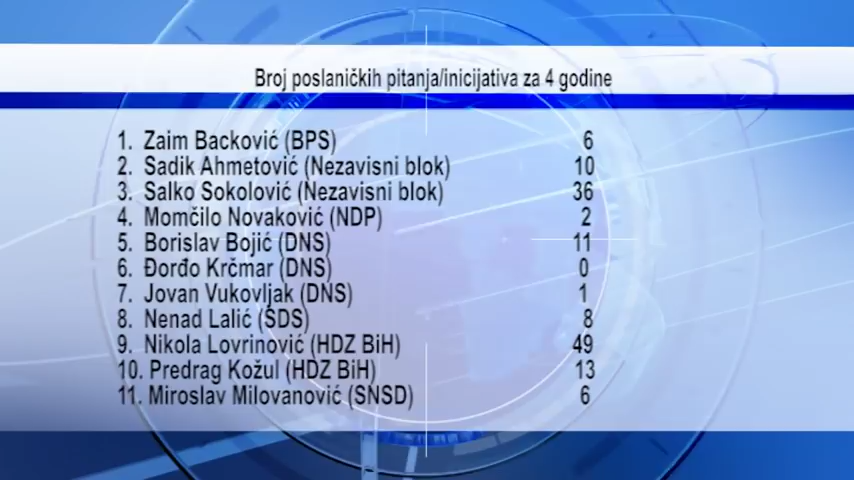 Broj poslaničkih pitanja/inicijativa za 4 godine
1. Zaim Backović (BPS) 6
2. Sadik Ahmetović (Nezavisni blok) 10
3. Salko Sokolović (Nezavisni blok) 36
4. Momčilo Novaković (NDP) 2
5. Borislav Bojić (DNS) 11
6. Đorđo Krčmar (DNS) 0
7. Jovan Vukovljak (DNS) 1
8. Nenad Lalić (SDS) 8
9. Nikola Lovrinović (HDZ BiH) 49
10. Predrag Kožul (HDZ BiH) 13
11. Miroslav Milovanović (SNSD) 6